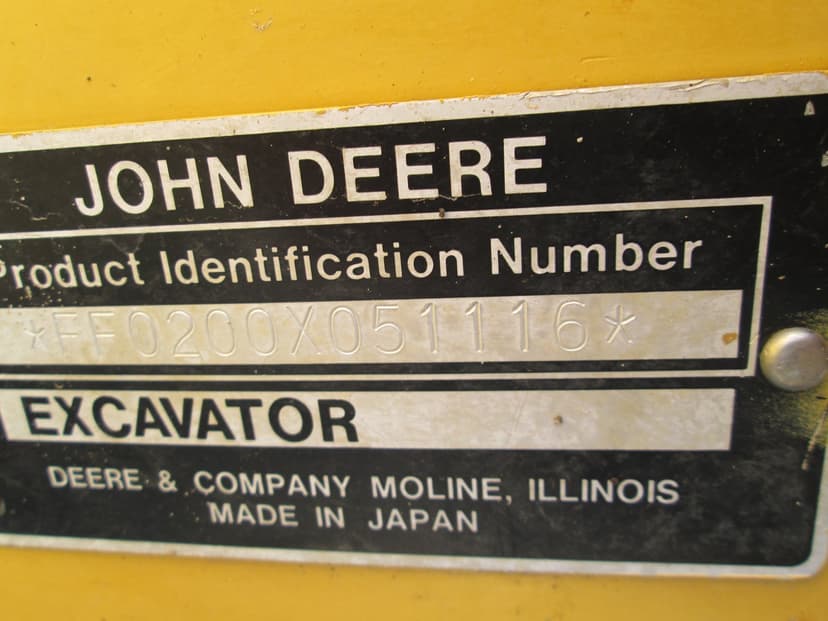 JOHN DEERE
Product Identification Number
*FF0200X051116*
EXCAVATOR
DEERE & COMPANY MOLINE, ILLINOIS
MADE IN JAPAN